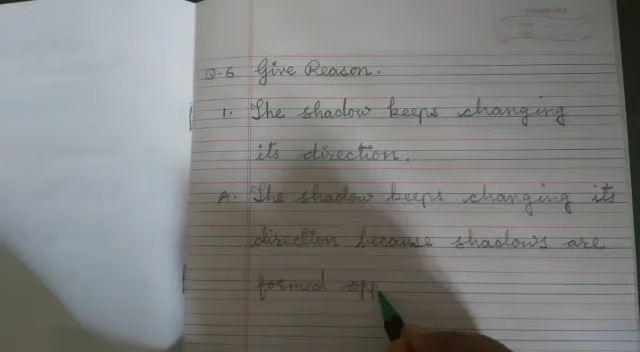 Q-6 Give Reason.
1. The shadow keeps changing
its direction.
A. The shadow keeps changing its
direction because shadows are
formed opp